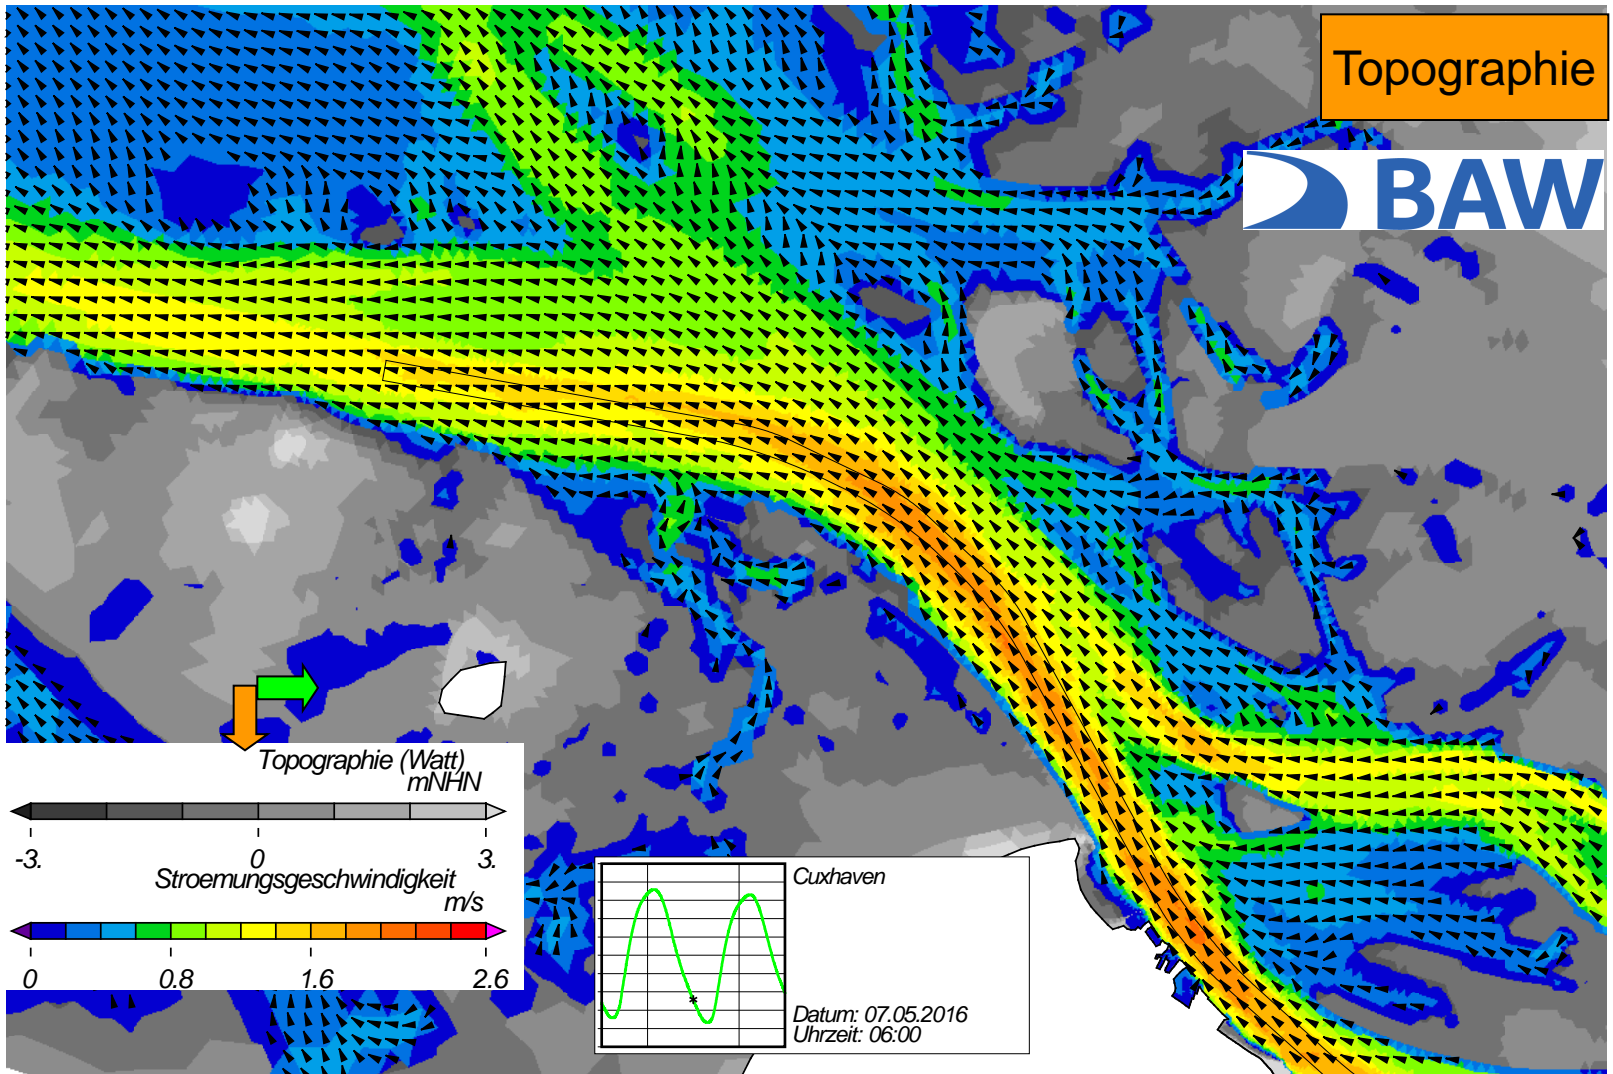 Topographie
BAW
Topographie (Watt)
mNHN
-3. 0 3.
Stroemungsgeschwindigkeit
m/s
0 0.8 1.6 2.6
Cuxhaven
Datum: 07.05.2016
Uhrzeit: 06:00